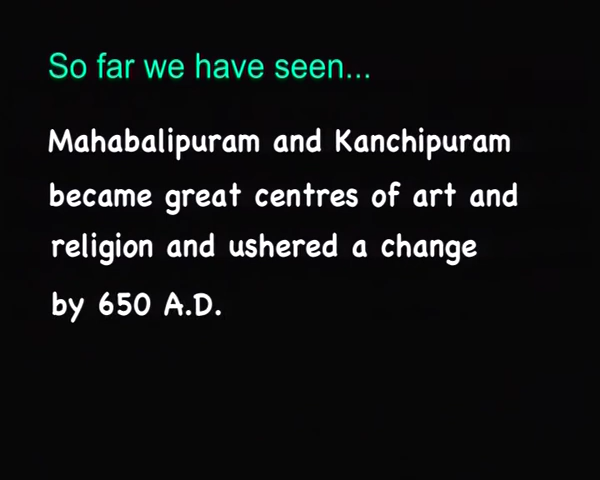 So far we have seen...
Mahabalipuram and Kanchipuram
became great centres of art and
religion and ushered a change
by 650 A.D.